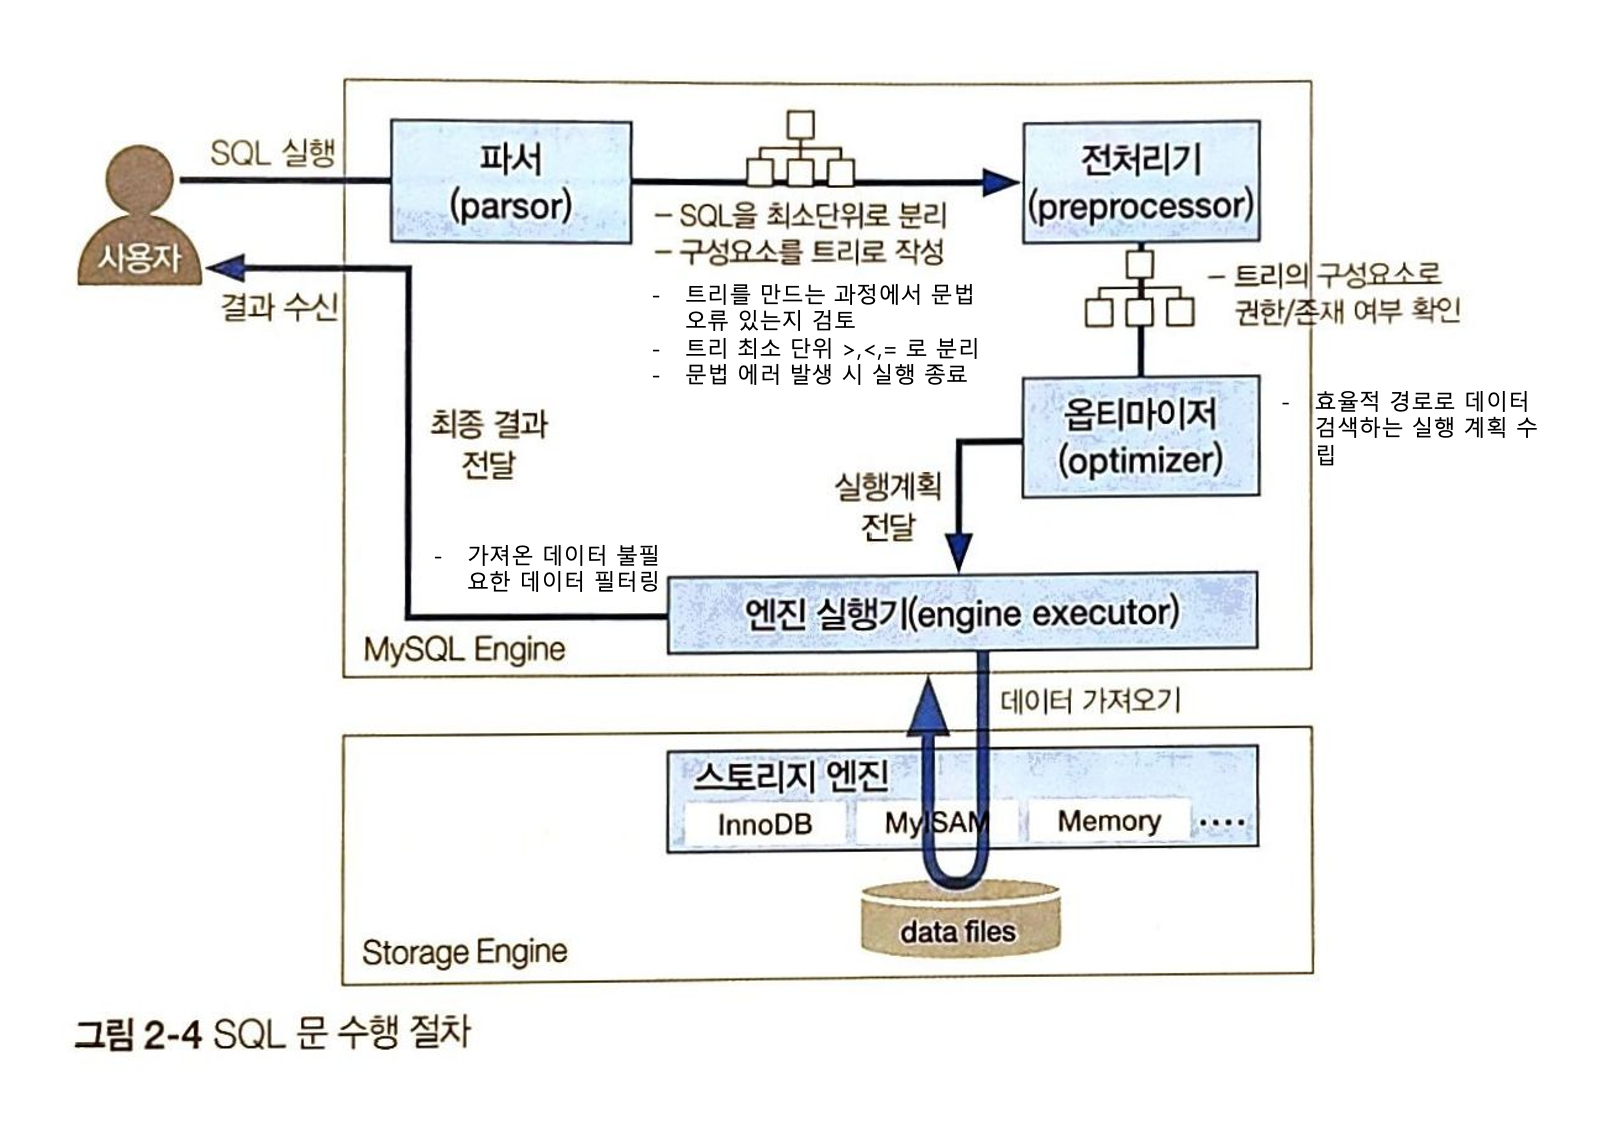 SQL 실행
파서
(parsor)
– SQL을 최소단위로 분리
– 구성요소를 트리로 작성
- 트리를 만드는 과정에서 문법
오류 있는지 검토
- 트리 최소 단위 >,<,= 로 분리
- 문법 에러 발생 시 실행 종료
전처리기
(preprocessor)
– 트리의 구성요소로
권한/존재 여부 확인
사용자
결과 수신
옵티마이저
(optimizer)
- 효율적 경로로 데이터
검색하는 실행 계획 수
립
실행계획
전달
최종 결과
전달
- 가져온 데이터 불필
요한 데이터 필터링
엔진 실행기(engine executor)
MySQL Engine
데이터 가져오기
스토리지 엔진
InnoDB
MyISAM
Memory
....
data files
Storage Engine
그림 2-4 SQL 문 수행 절차